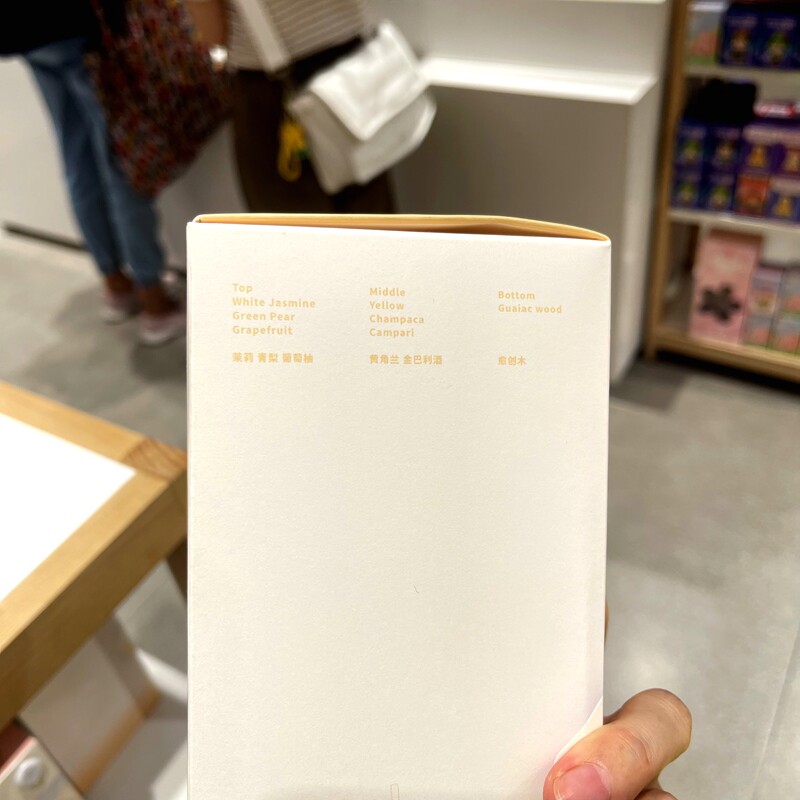 Top
White Jasmine
Green Pear
Grapefruit
茉莉 青梨 葡萄柚
Middle
Yellow
Champaca
Campari
黄角兰 金巴利酒
Bottom
Guaiac wood
愈创木